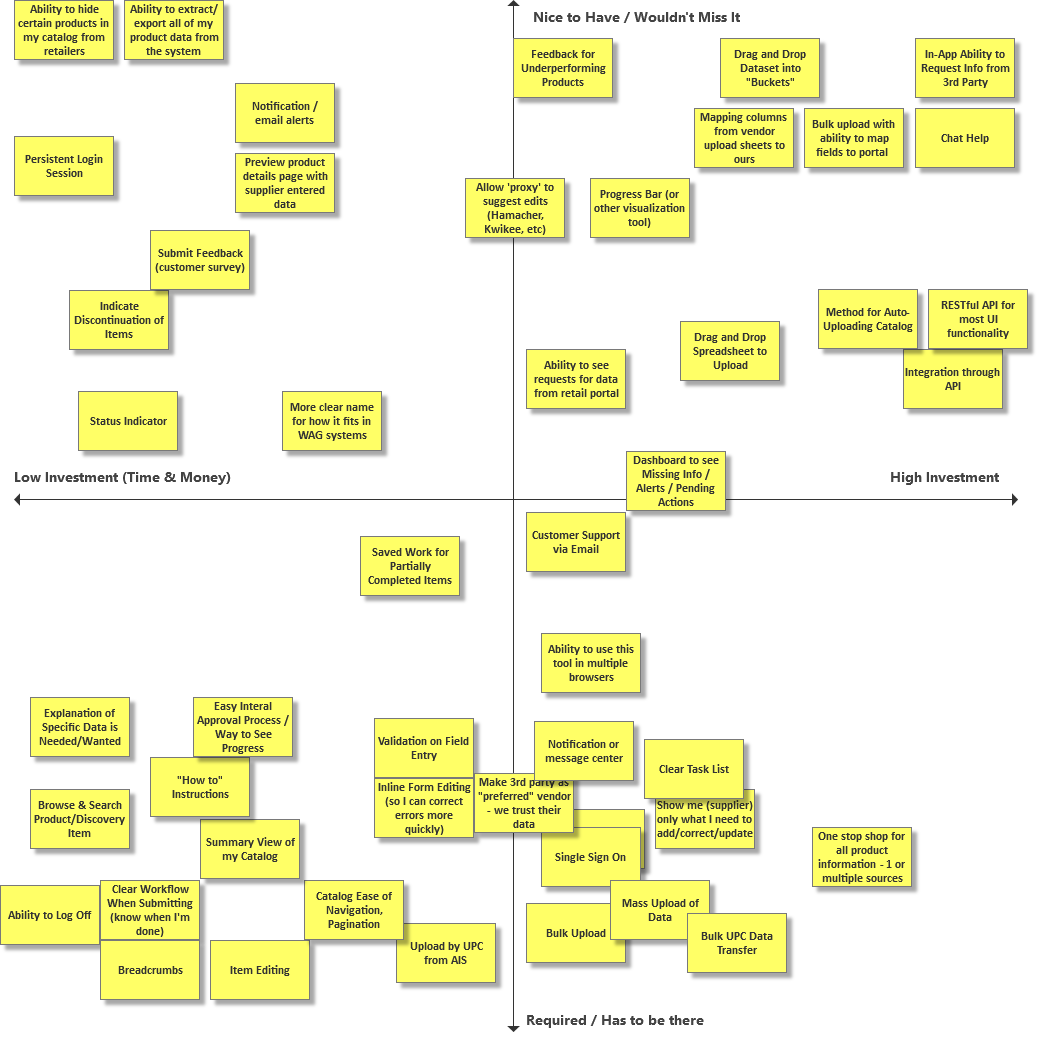 Ability to hide
certain products in
my catalog from
retailers
Ability to extract/
export all of my
product data from
the system
Nice to Have / Wouldn't Miss It
Feedback for
Underperforming
Products
Drag and Drop
Dataset into
"Buckets"
In-App Ability to
Request Info from
3rd Party
Notification /
email alerts
Mapping columns
from vendor
upload sheets to
ours
Bulk upload with
ability to map
fields to portal
Chat Help
Persistent Login
Session
Preview product
details page with
supplier entered
data
Allow 'proxy' to
suggest edits
(Hamacher,
Kwikee, etc)
Progress Bar (or
other visualization
tool)
Submit Feedback
(customer survey)
Indicate
Discontinuation of
Items
Method for Auto-
Uploading Catalog
RESTful API for
most UI
functionality
Drag and Drop
Spreadsheet to
Upload
Ability to see
requests for data
from retail portal
Integration through
API
Status Indicator
More clear name
for how it fits in
WAG systems
Dashboard to see
Missing Info /
Alerts / Pending
Actions
Low Investment (Time & Money)
High Investment
Customer Support
via Email
Saved Work for
Partially
Completed Items
Ability to use this
tool in multiple
browsers
Explanation of
Specific Data is
Needed/Wanted
Easy Interal
Approval Process /
Way to See
Progress
Validation on Field
Entry
Notification or
message center
Clear Task List
"How to"
Instructions
Inline Form Editing
(so I can correct
errors more
quickly)
Make 3rd party as
"preferred" vendor
- we trust their
data
Show me (supplier)
only what I need to
add/correct/update
Browse & Search
Product/Discovery
Item
Summary View of
my Catalog
Single Sign On
One stop shop for
all product
information - 1 or
multiple sources
Ability to Log Off
Clear Workflow
When Submitting
(know when I'm
done)
Catalog Ease of
Navigation,
Pagination
Mass Upload of
Data
Bulk Upload
Bulk UPC Data
Transfer
Upload by UPC
from AIS
Breadcrumbs
Item Editing
Required / Has to be there